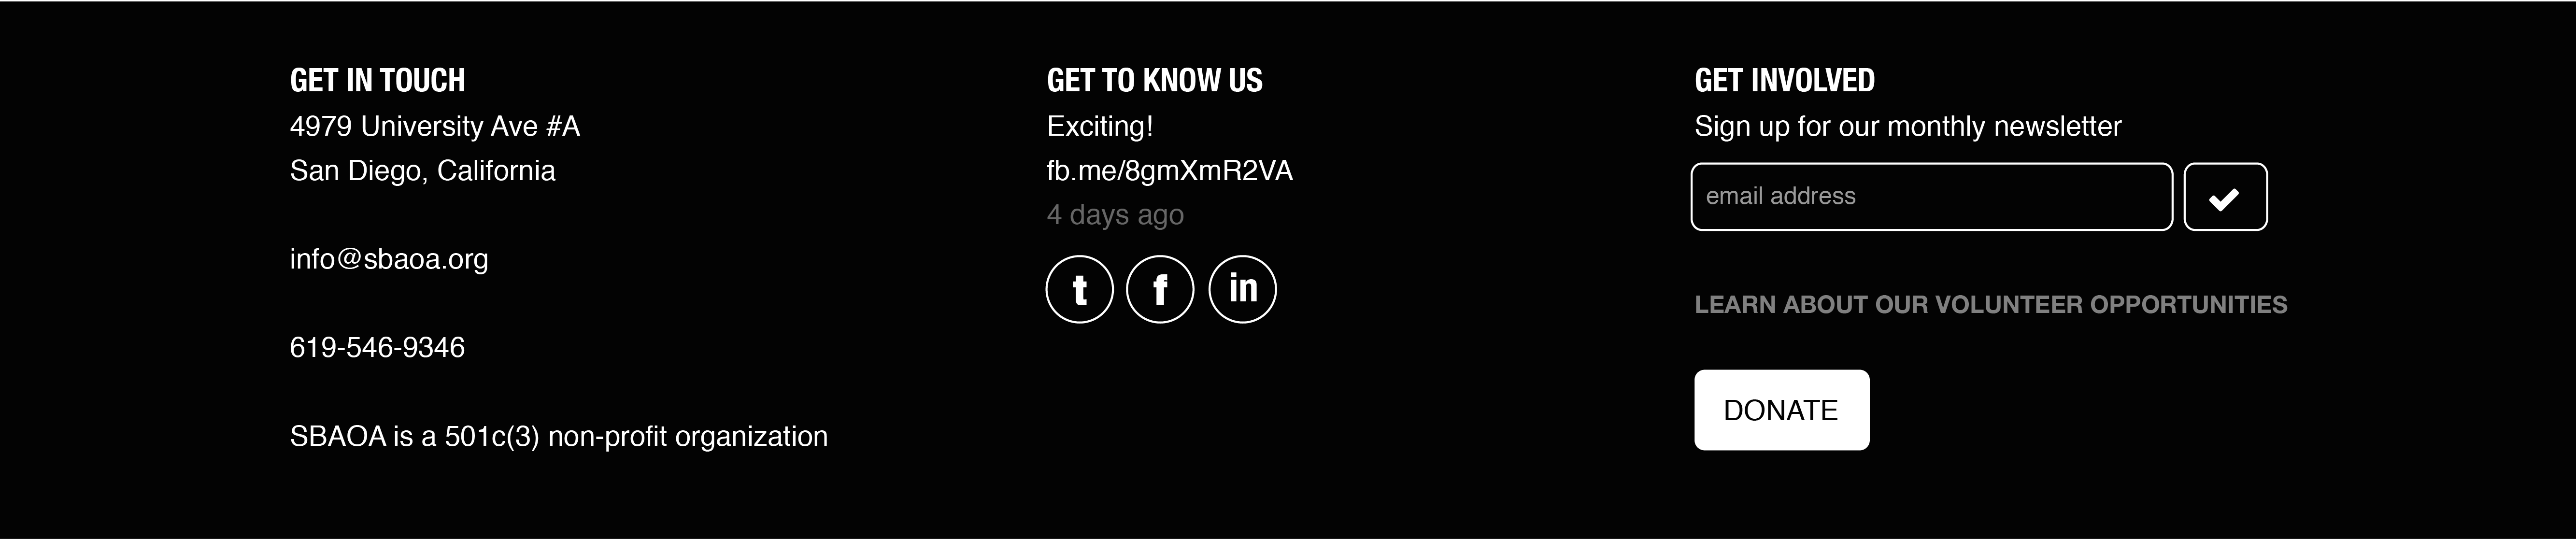 GET IN TOUCH
4979 University Ave #A
San Diego, California
info@sbaoa.org
619-546-9346
SBAOA is a 501c(3) non-profit organization
GET TO KNOW US
Exciting!
fb.me/8gmXmR2VA
4 days ago
t f in
GET INVOLVED
Sign up for our monthly newsletter
email address
LEARN ABOUT OUR VOLUNTEER OPPORTUNITIES
DONATE